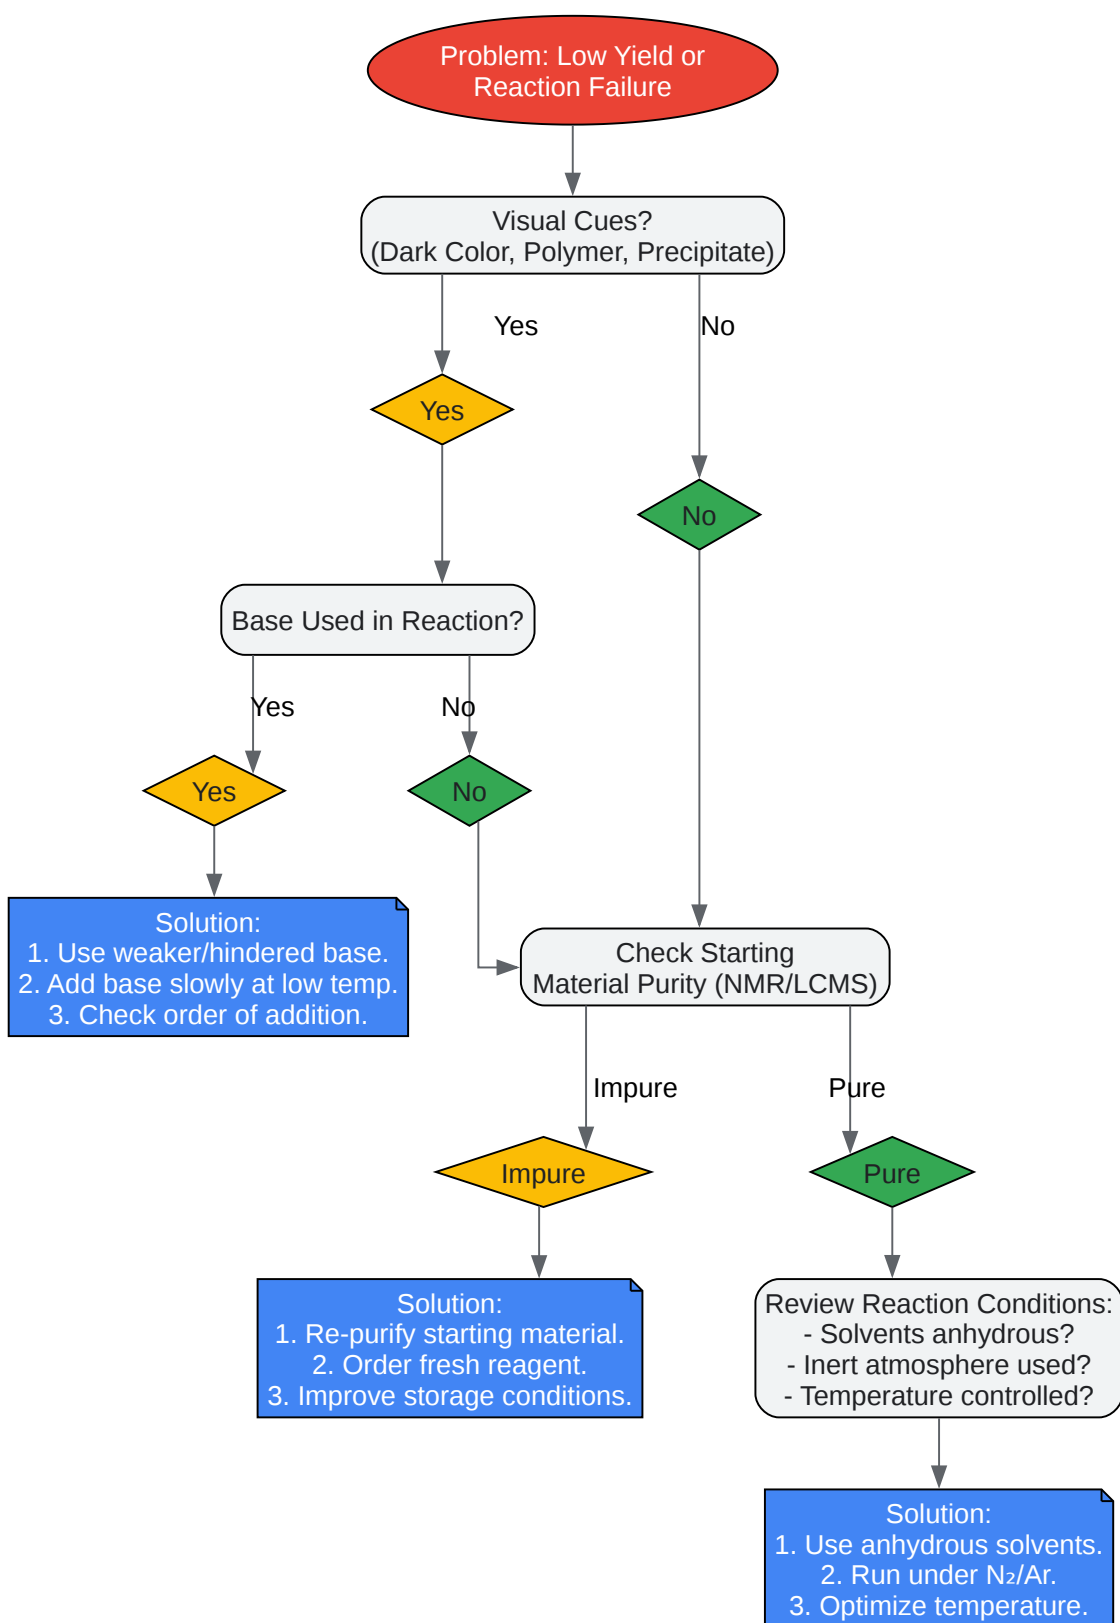 Problem: Low Yield or
Reaction Failure
Visual Cues?
(Dark Color, Polymer, Precipitate)
Yes
No
Yes
No
Base Used in Reaction?
Yes
No
Yes
No
Solution:
1. Use weaker/hindered base.
2. Add base slowly at low temp.
3. Check order of addition.
Check Starting
Material Purity (NMR/LCMS)
Impure
Pure
Impure
Pure
Solution:
1. Re-purify starting material.
2. Order fresh reagent.
3. Improve storage conditions.
Review Reaction Conditions:
- Solvents anhydrous?
- Inert atmosphere used?
- Temperature controlled?
Solution:
1. Use anhydrous solvents.
2. Run under N₂/Ar.
3. Optimize temperature.